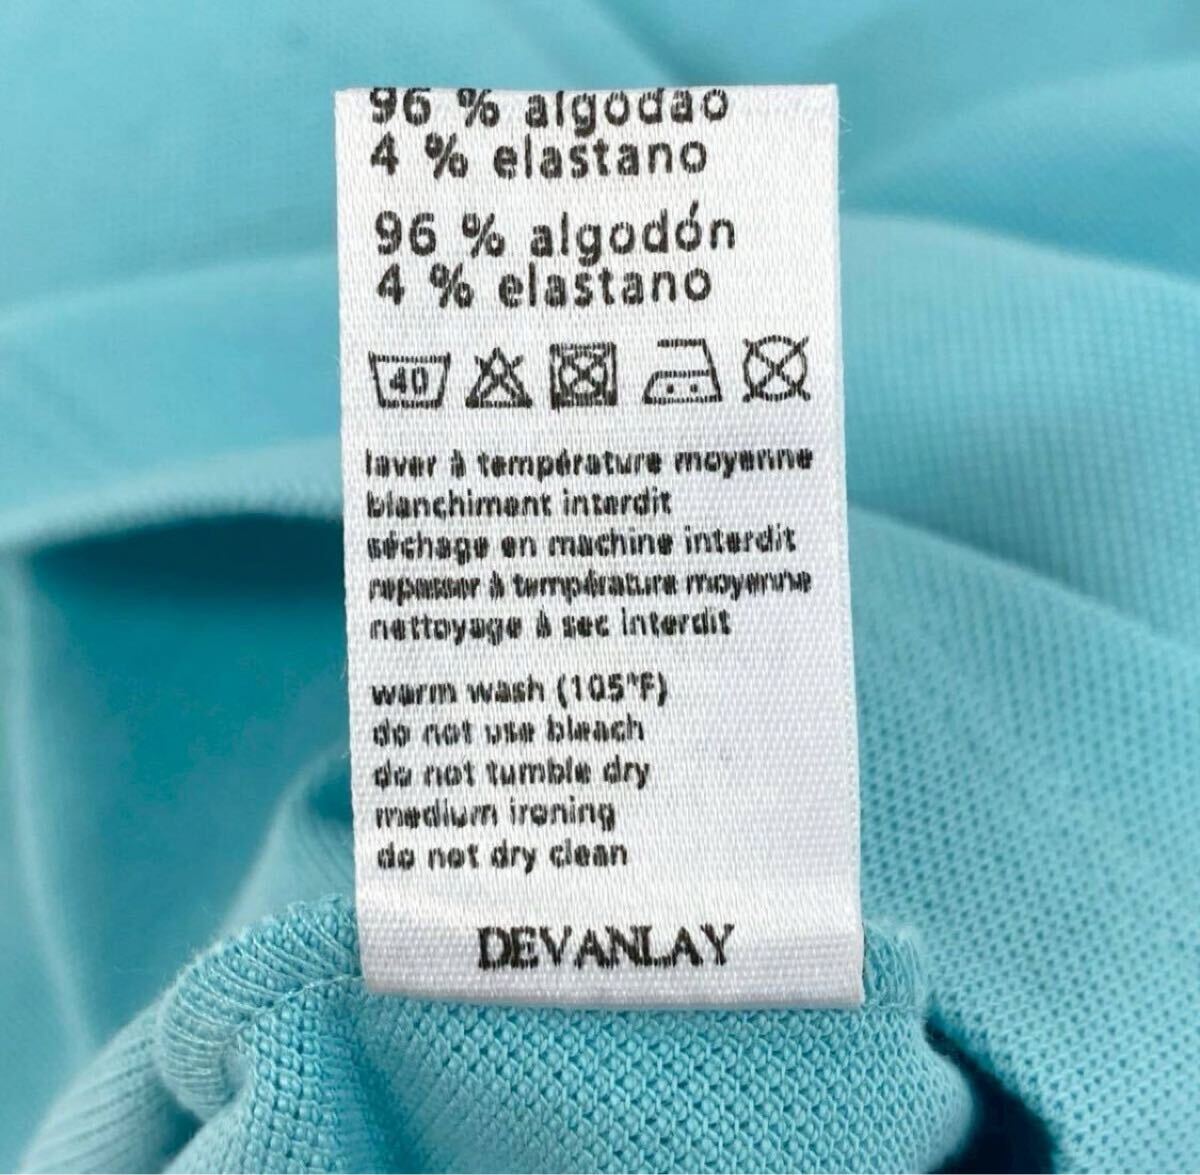 96 % algodão
4 % elastano
96 % algodón
4 % elastano
40
laver à température moyenne
blanchiment interdit
séchage en machine interdit
repasser à température moyenne
nettoyage à sec interdit
warm wash (105°F)
do not use bleach
do not tumble dry
medium ironing
do not dry clean
DEVANLAY